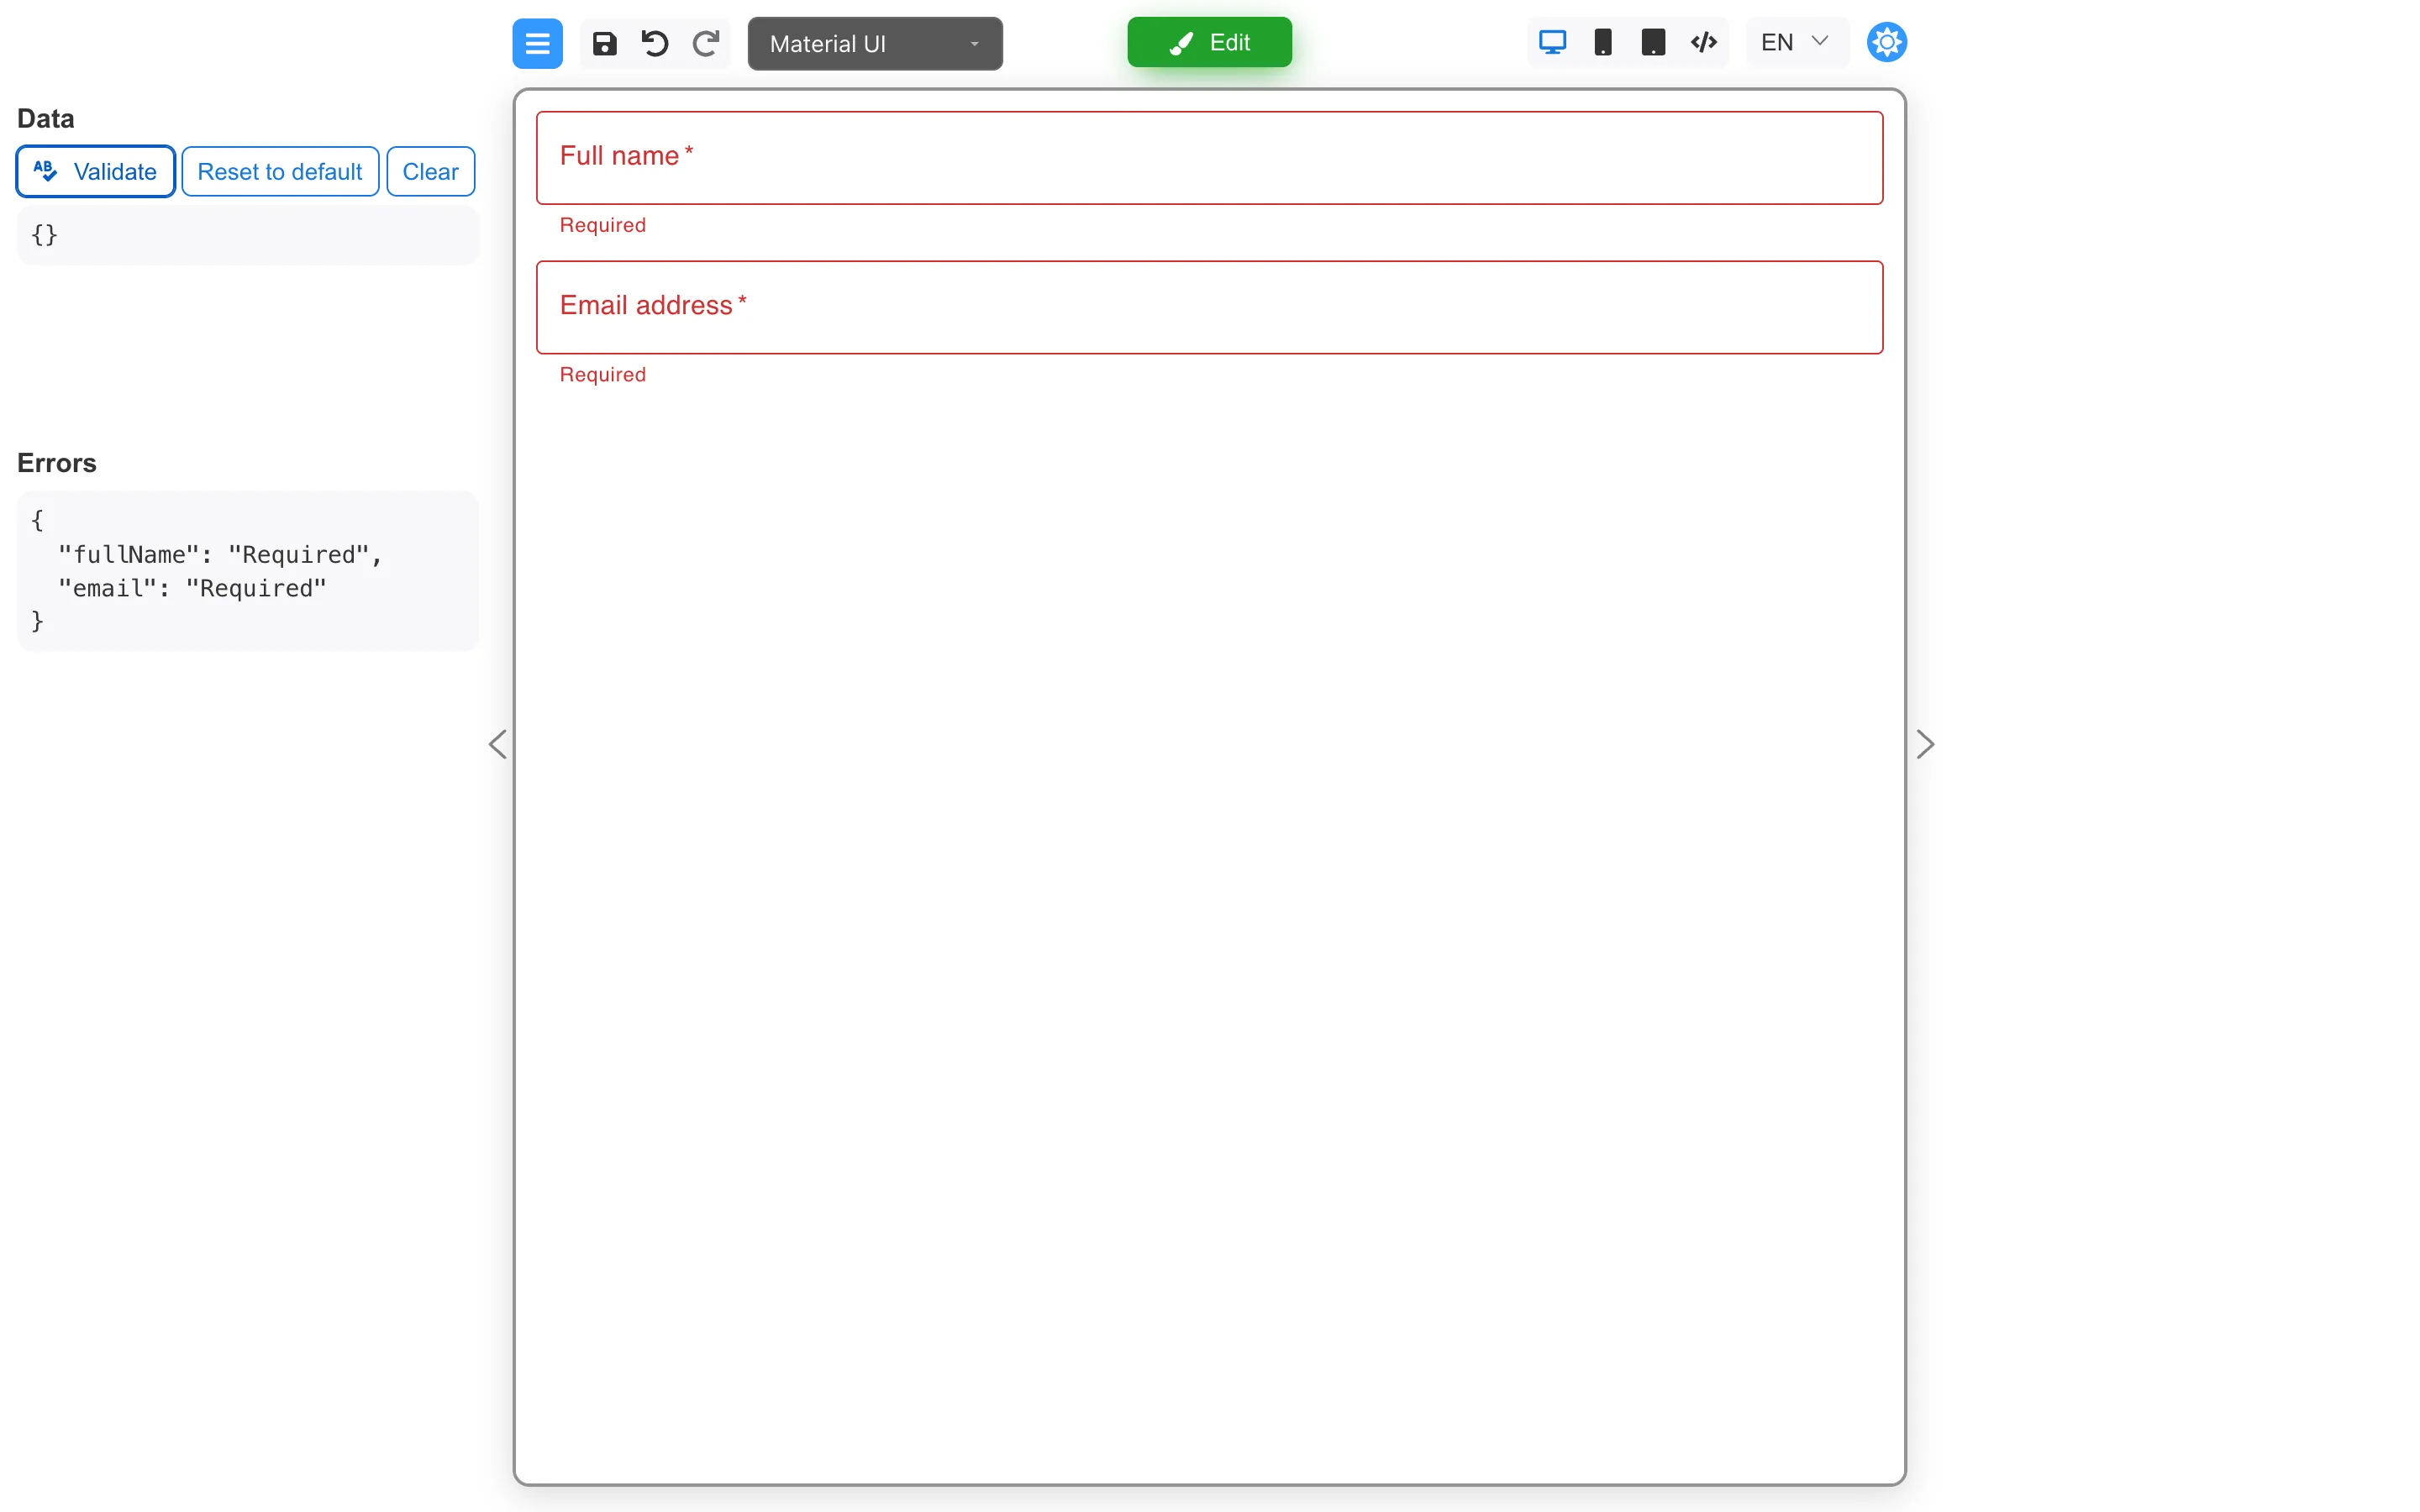 Material UI
Edit
EN
Data
Validate
Reset to default
Clear
{}
Errors
{
"fullName": "Required",
"email": "Required"
}
Full name *
Required
Email address *
Required